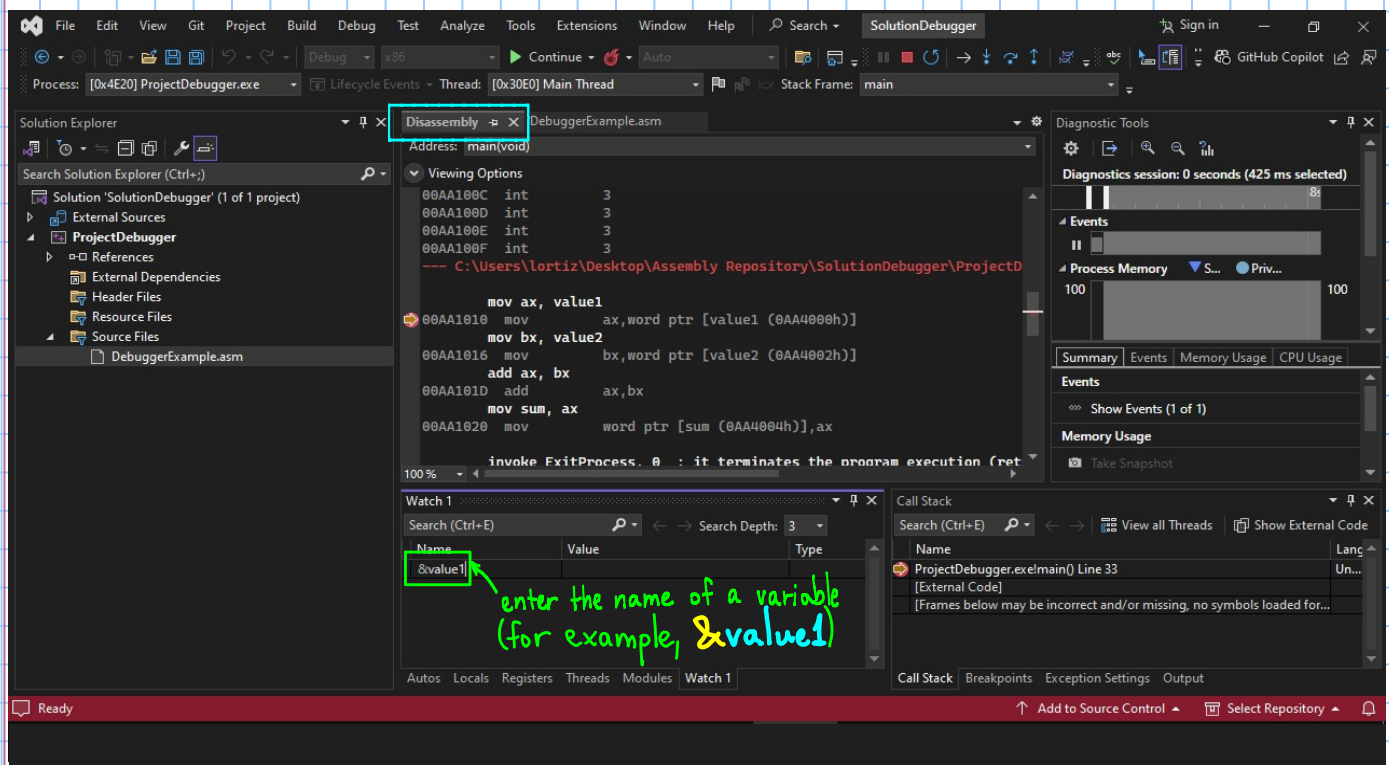 File Edit View Git Project Build Debug Test Analyze Tools Extensions Window Help Search SolutionDebugger Sign in
Debug x86 Continue Auto GitHub Copilot
Process: [0x4E20] ProjectDebugger.exe Lifecycle Events Thread: [0x30E0] Main Thread Stack Frame: main
Solution Explorer
Search Solution Explorer (Ctrl+;)
Solution 'SolutionDebugger' (1 of 1 project)
External Sources
ProjectDebugger
References
External Dependencies
Header Files
Resource Files
Source Files
DebuggerExample.asm
Disassembly DebuggerExample.asm
Address: main(void)
Viewing Options
00AA100C int 3
00AA100D int 3
00AA100E int 3
00AA100F int 3
--- C:\Users\lortiz\Desktop\Assembly Repository\SolutionDebugger\ProjectD
mov ax, value1
00AA1010 mov ax,word ptr [value1 (0AA4000h)]
mov bx, value2
00AA1016 mov bx,word ptr [value2 (0AA4002h)]
add ax, bx
00AA101D add ax,bx
mov sum, ax
00AA1020 mov word ptr [sum (0AA4004h)],ax
invoke ExitProcess, 0 ; it terminates the program execution (ret
100 %
Diagnostic Tools
Diagnostics session: 0 seconds (425 ms selected)
8s
Events
Process Memory S... Priv...
100 100
Summary Events Memory Usage CPU Usage
Events
Show Events (1 of 1)
Memory Usage
Take Snapshot
Watch 1
Search (Ctrl+E) Search Depth: 3
Name Value Type
&value1
enter the name of a variable
(for example, &value1)
Autos Locals Registers Threads Modules Watch 1
Call Stack
Search (Ctrl+E) View all Threads Show External Code
Name Lang
ProjectDebugger.exe!main() Line 33 Un...
[External Code]
[Frames below may be incorrect and/or missing, no symbols loaded for...
Call Stack Breakpoints Exception Settings Output
Ready Add to Source Control Select Repository